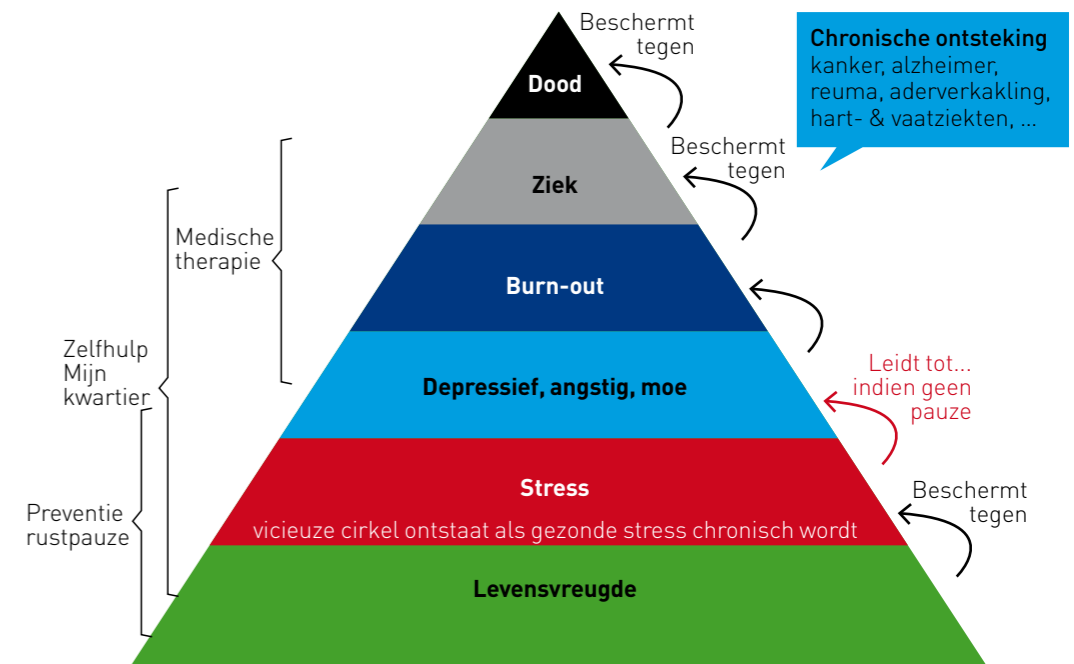 Beschermt
tegen
Chronische ontsteking
kanker, alzheimer,
reuma, aderverkakling,
hart- & vaatziekten, ...
Dood
Beschermt
tegen
Ziek
Medische
therapie
Burn-out
Zelfhulp
Mijn
kwartier
Depressief, angstig, moe
Leidt tot...
indien geen
pauze
Stress
vicieuze cirkel ontstaat als gezonde stress chronisch wordt
Beschermt
tegen
Preventie
rustpauze
Levensvreugde